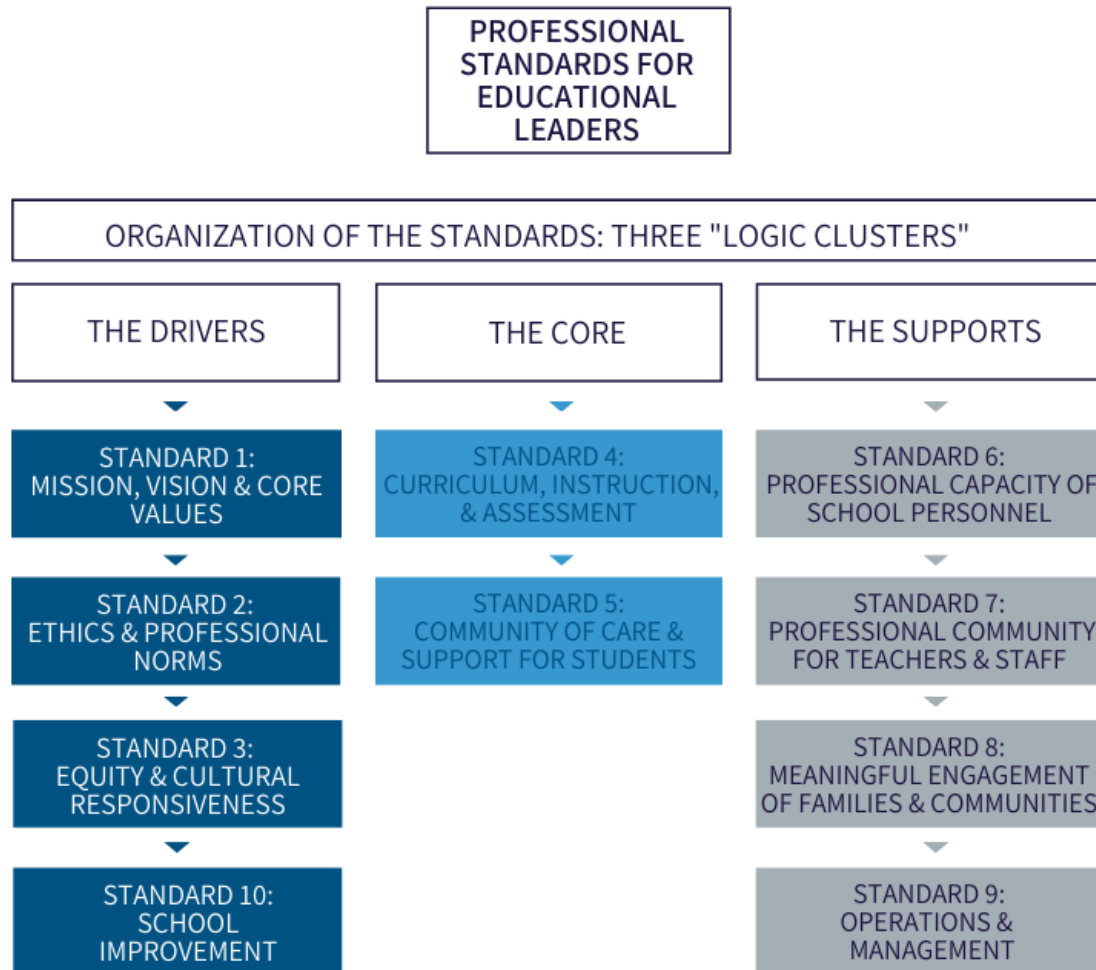 PROFESSIONAL
STANDARDS FOR
EDUCATIONAL
LEADERS
ORGANIZATION OF THE STANDARDS: THREE "LOGIC CLUSTERS"
THE DRIVERS
STANDARD 1:
MISSION, VISION & CORE
VALUES
STANDARD 2:
ETHICS & PROFESSIONAL
NORMS
STANDARD 3:
EQUITY & CULTURAL
RESPONSIVENESS
STANDARD 10:
SCHOOL
IMPROVEMENT
THE CORE
STANDARD 4:
CURRICULUM, INSTRUCTION,
& ASSESSMENT
STANDARD 5:
COMMUNITY OF CARE &
SUPPORT FOR STUDENTS
THE SUPPORTS
STANDARD 6:
PROFESSIONAL CAPACITY OF
SCHOOL PERSONNEL
STANDARD 7:
PROFESSIONAL COMMUNITY
FOR TEACHERS & STAFF
STANDARD 8:
MEANINGFUL ENGAGEMENT
OF FAMILIES & COMMUNITIES
STANDARD 9:
OPERATIONS &
MANAGEMENT